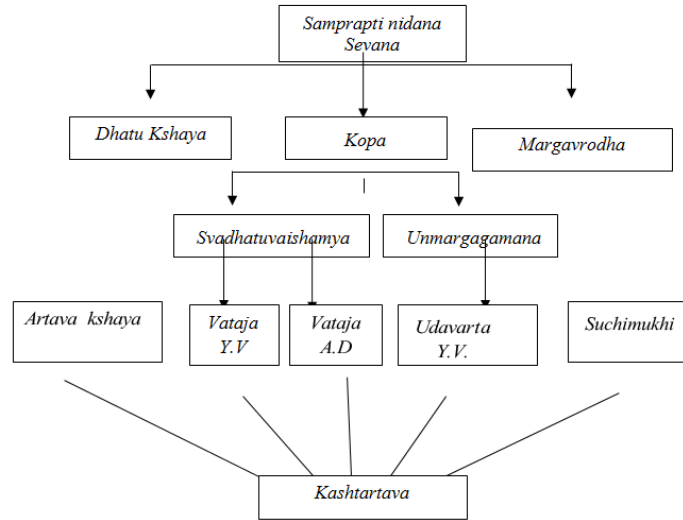 Samprapti nidana
Sevana
Dhatu Kshaya
Kopa
Margavrodha
Svadhatuvaishamya
Unmargagamana
Artava kshaya
Vataja
Y.V
Vataja
A.D
Udavarta
Y.V.
Suchimukhi
Kashtartava